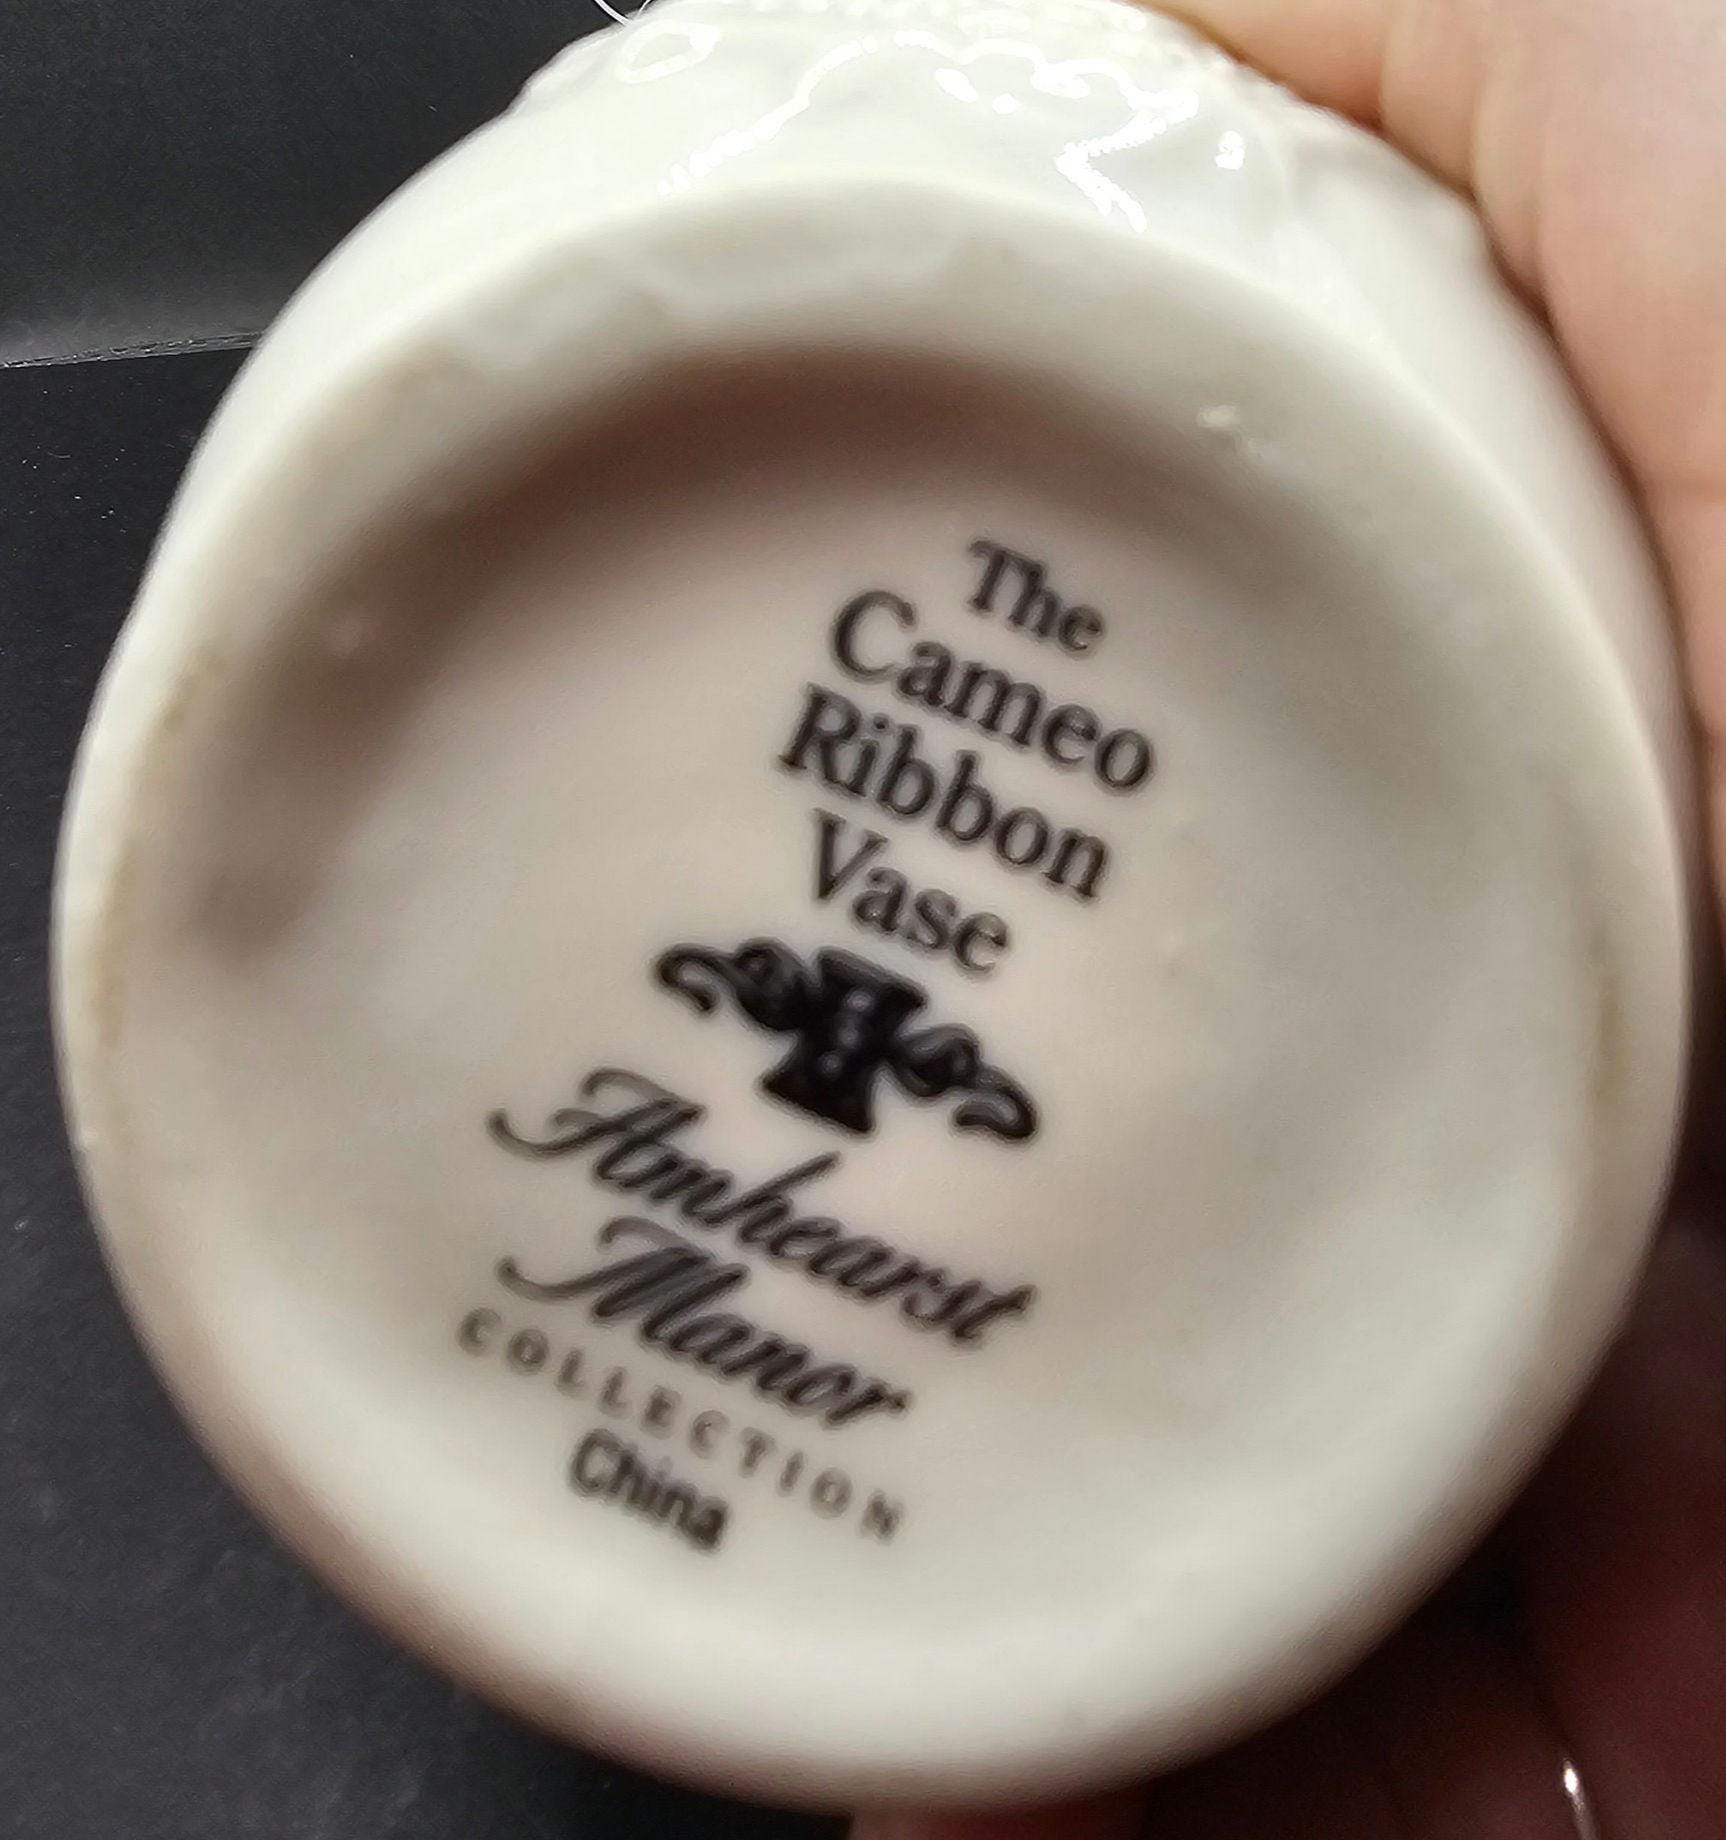 The
Cameo
Ribbon
Vase
Amhearst
Manor
COLLECTION
China